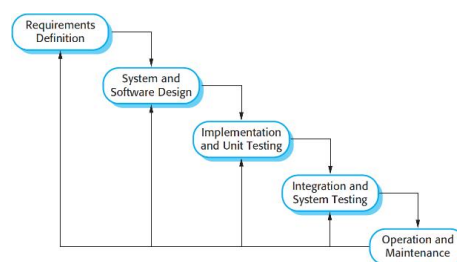 Requirements
Definition
System and
Software Design
Implementation
and Unit Testing
Integration and
System Testing
Operation and
Maintenance